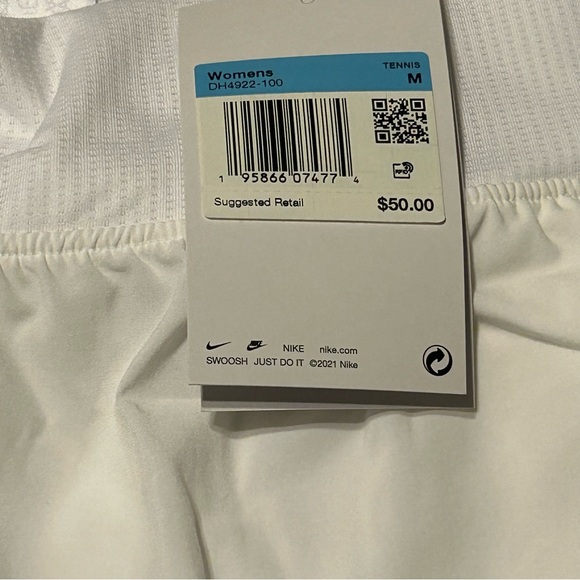 Womens TENNIS
DH4922-100 M
1 95866 07477 4
RFID
Suggested Retail $50.00
NIKE nike.com
SWOOSH JUST DO IT ©2021 Nike